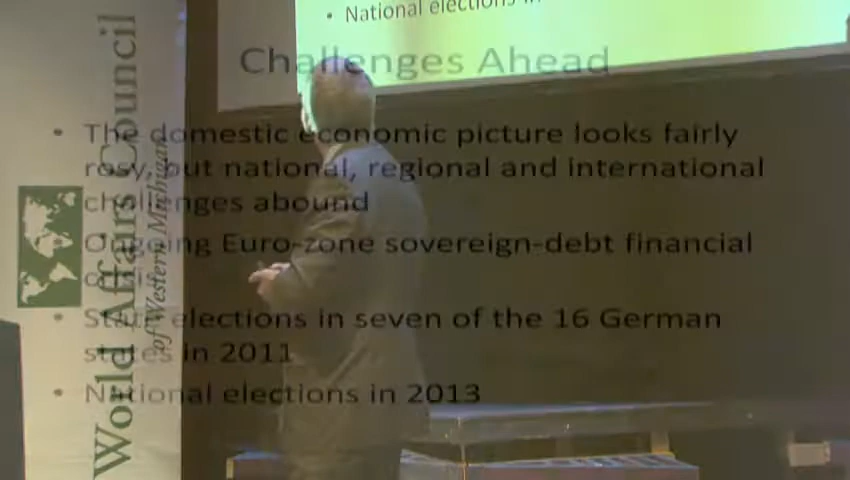 • National elections in
Challenges Ahead
• The domestic economic picture looks fairly
rosy, but national, regional and international
challenges abound
• Ongoing Euro-zone sovereign-debt financial
crisis
• State elections in seven of the 16 German
states in 2011
• National elections in 2013
World Affairs Council
of Western Michigan